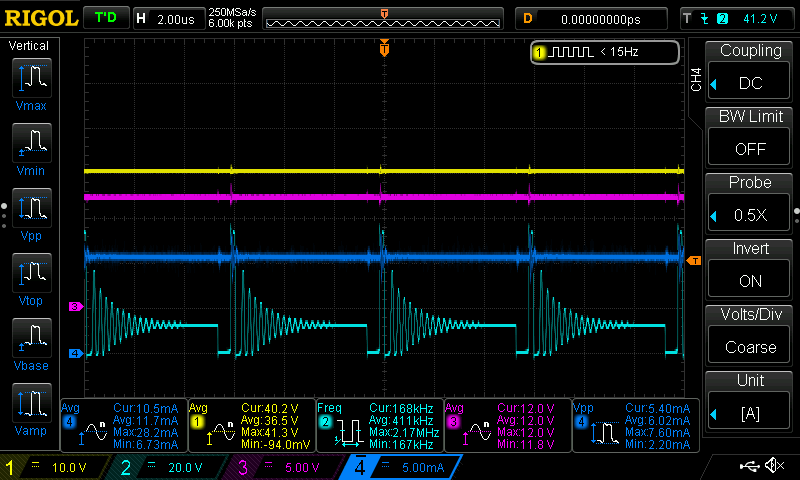 RIGOL T'D H 2.00us 250MSa/s 6.00k pts T D 0.00000000ps T 2 41.2 V
Vertical
Vmax
Vmin
Vpp
Vtop
Vbase
Vamp
T
1 < 15Hz
T
3
4
CH4
Coupling
DC
BW Limit
OFF
Probe
0.5X
Invert
ON
Volts/Div
Coarse
Unit
[A]
Avg 4 n
Cur:10.5mA
Avg:11.7mA
Max:28.2mA
Min:6.73mA
Avg 1 n
Cur:40.2 V
Avg:36.5 V
Max:41.3 V
Min:-94.0mV
Freq 2
Cur:168kHz
Avg:411kHz
Max:2.17MHz
Min:167kHz
Avg 3 n
Cur:12.0 V
Avg:12.0 V
Max:12.0 V
Min:11.8 V
Vpp 4
Cur:5.40mA
Avg:6.02mA
Max:7.60mA
Min:2.20mA
1 10.0 V 2 20.0 V 3 5.00 V 4 5.00mA